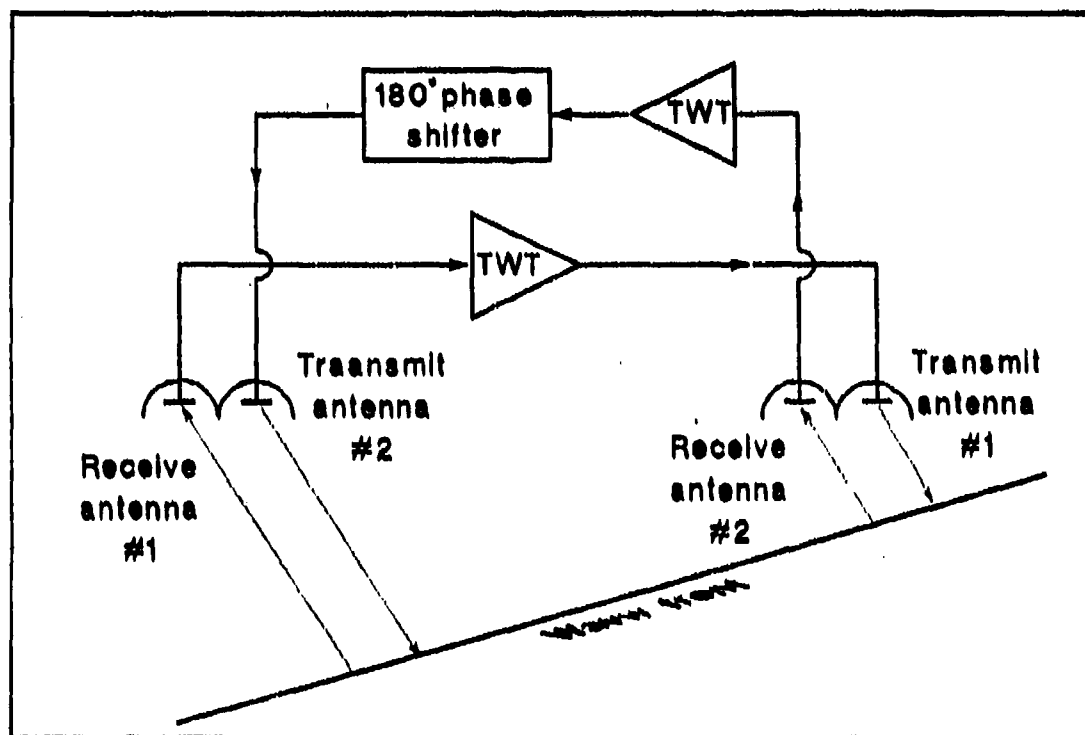 180° phase
shifter
TWT
TWT
Traansmit
antenna
#2
Transmit
antenna
#1
Receive
antenna
#1
Receive
antenna
#2